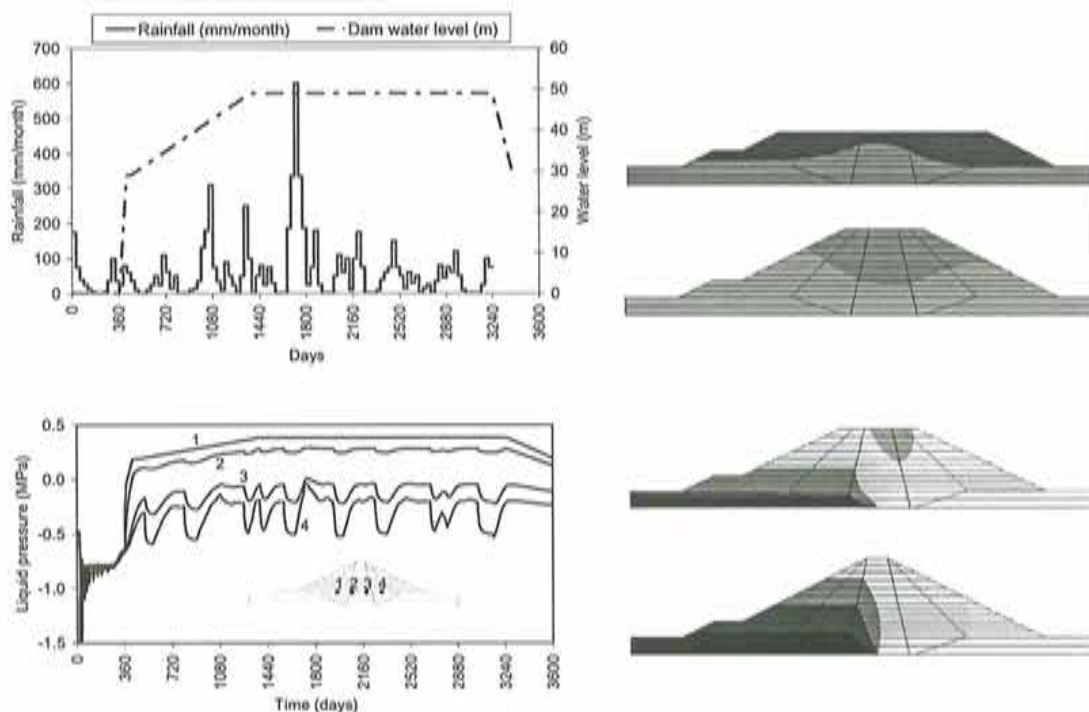 Rainfall (mm/month) Dam water level (m)
700
600
500
400
300
200
100
0
Rainfall (mm/month)
60
50
40
30
20
10
0
Water level (m)
0 360 720 1080 1440 1800 2160 2520 2880 3240 3600
Days
0.5
0.0
-0.5
-1.0
-1.5
Liquid pressure (MPa)
1
2
3
4
1 2 3 4
0 360 720 1080 1440 1800 2160 2520 2880 3240 3600
Time (days)